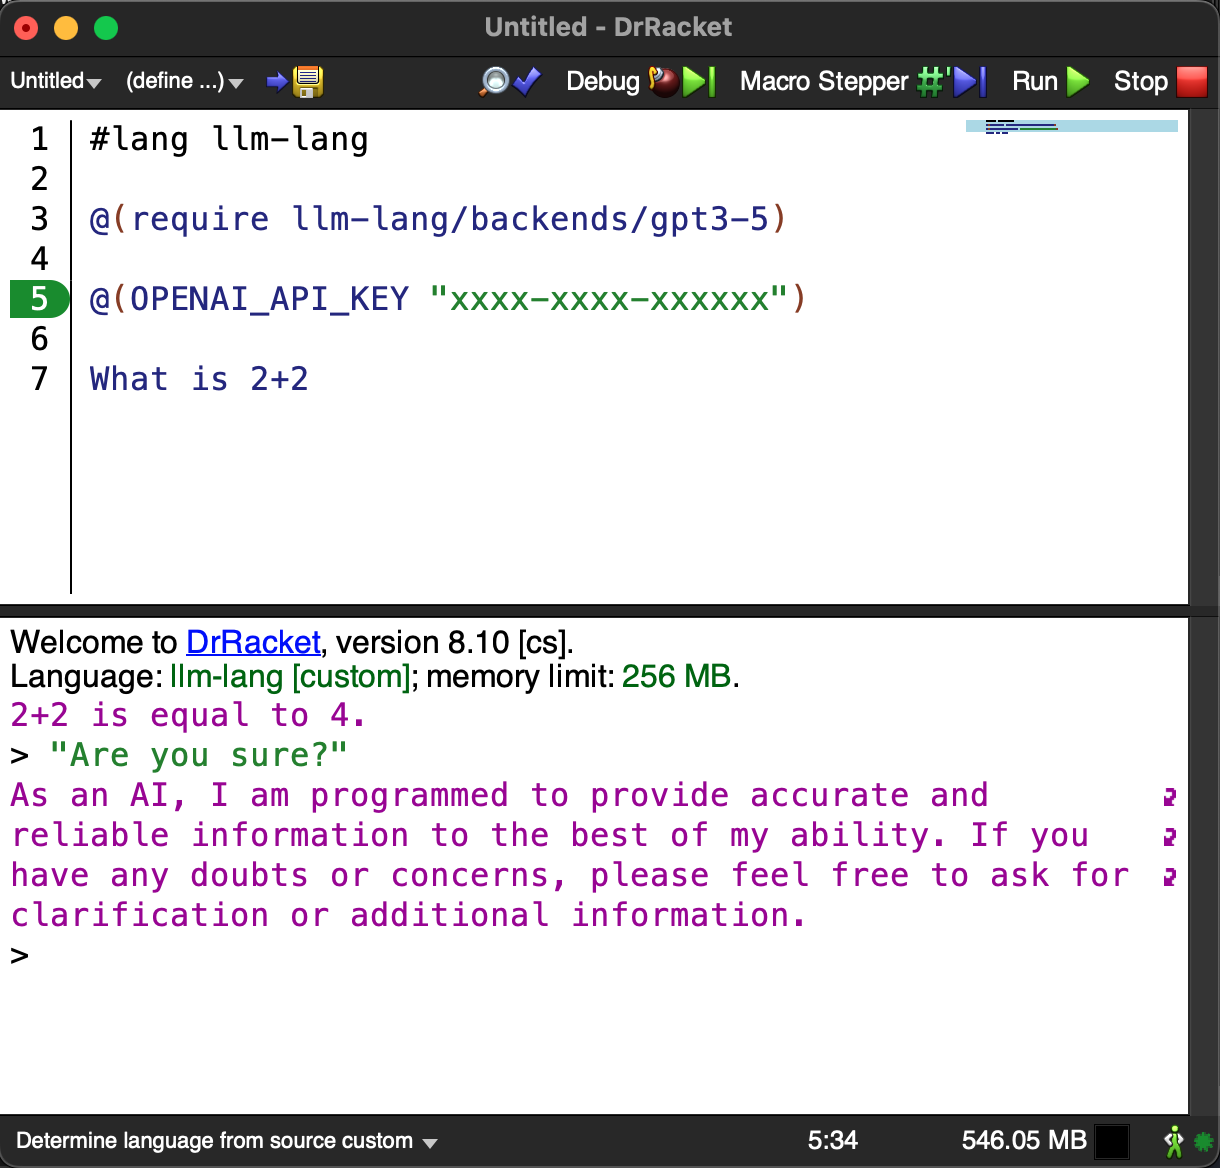 Untitled - DrRacket
Untitled (define ...) Debug Macro Stepper #' Run Stop
1 #lang llm-lang
2
3 @(require llm-lang/backends/gpt3-5)
4
5 @(OPENAI_API_KEY "xxxx-xxxx-xxxxxx")
6
7 What is 2+2
Welcome to DrRacket, version 8.10 [cs].
Language: llm-lang [custom]; memory limit: 256 MB.
2+2 is equal to 4.
> "Are you sure?"
As an AI, I am programmed to provide accurate and
reliable information to the best of my ability. If you
have any doubts or concerns, please feel free to ask for
clarification or additional information.
>
Determine language from source custom 5:34 546.05 MB